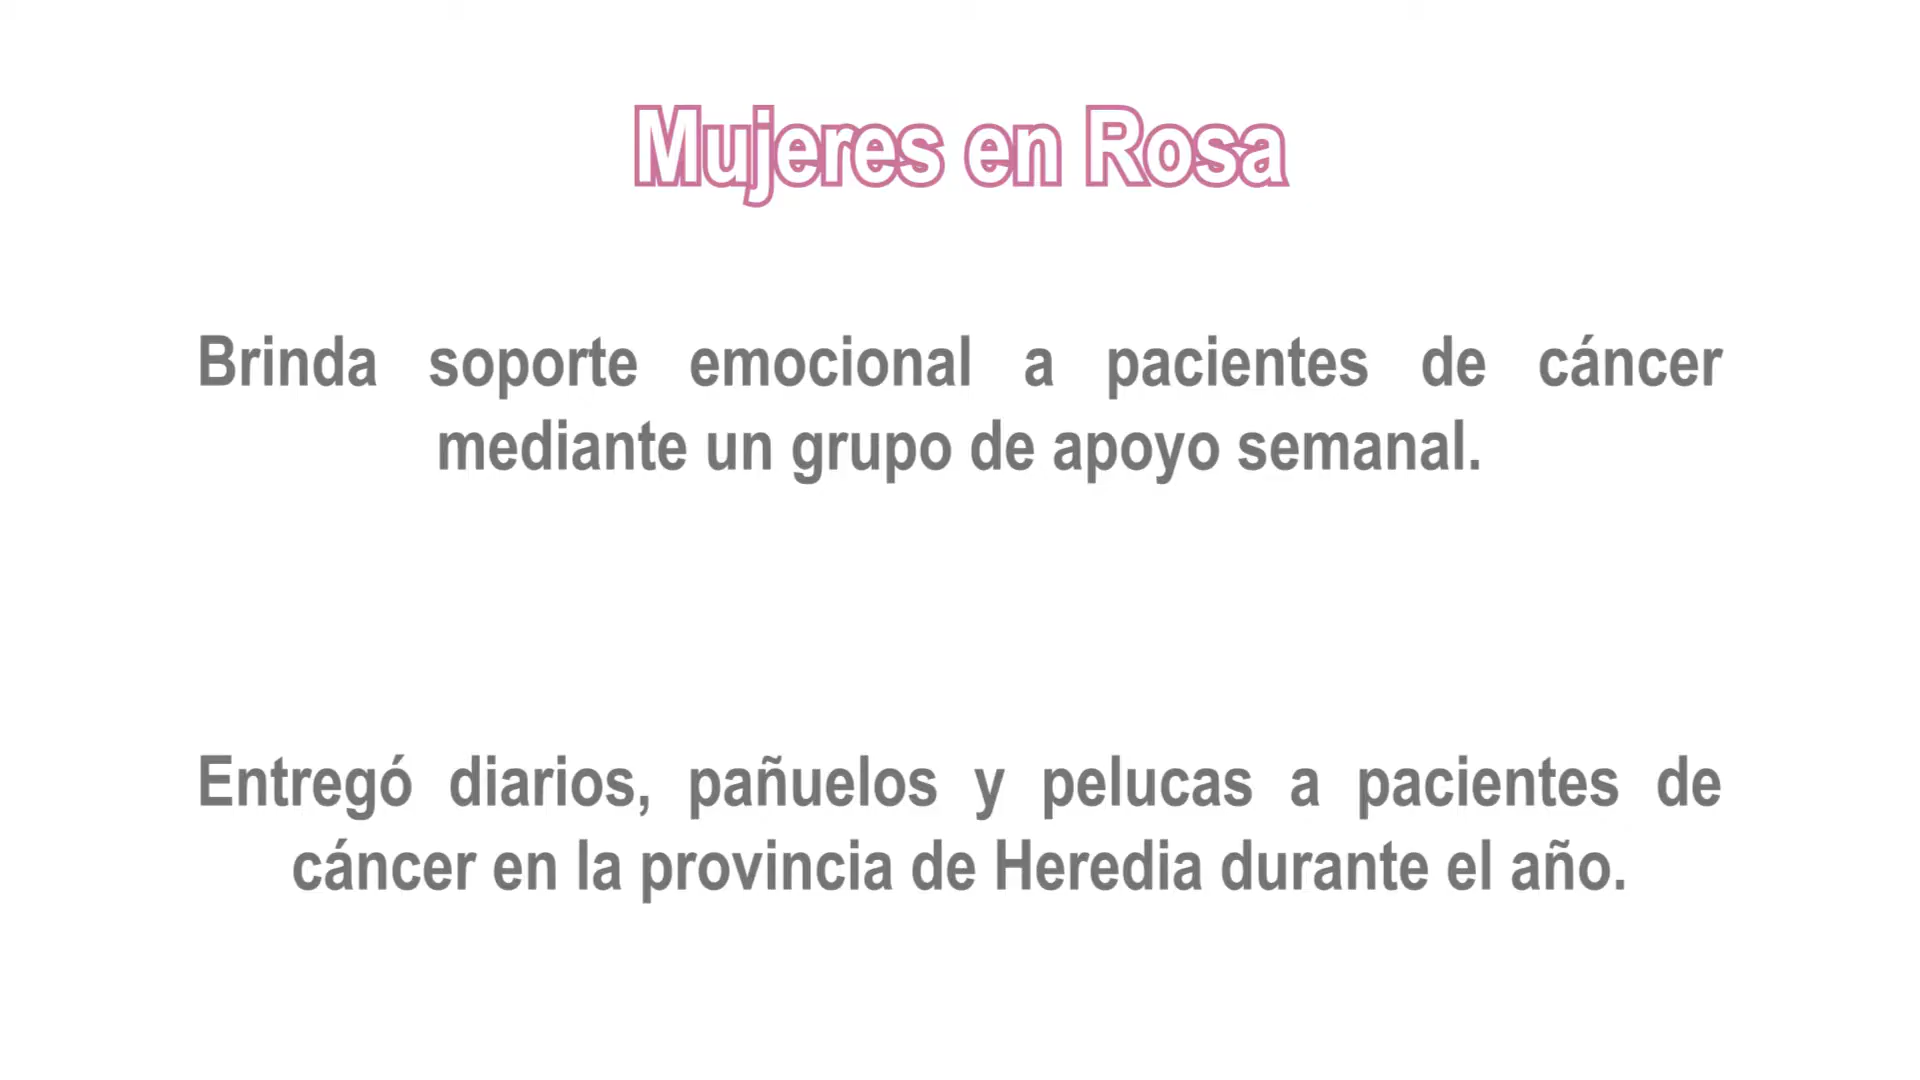 Mujeres en Rosa
Brinda soporte emocional a pacientes de cáncer
mediante un grupo de apoyo semanal.
Entregó diarios, pañuelos y pelucas a pacientes de
cáncer en la provincia de Heredia durante el año.